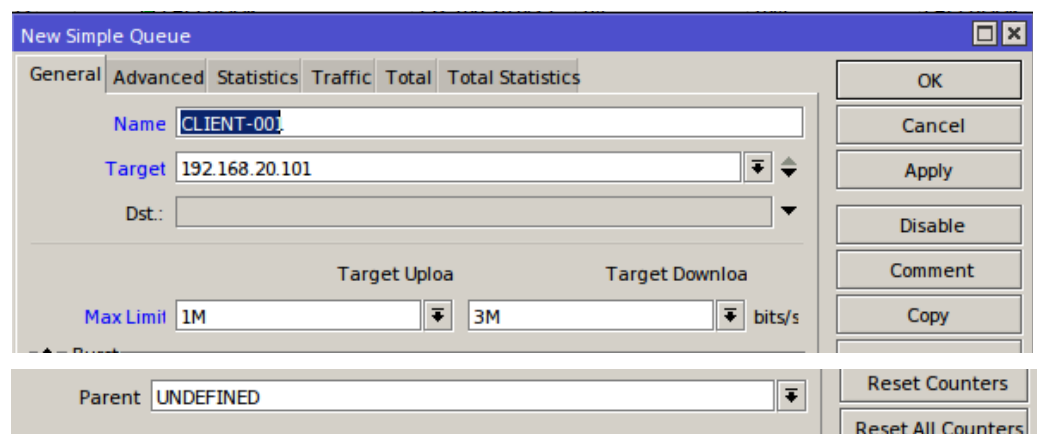 New Simple Queue
General Advanced Statistics Traffic Total Total Statistics
OK
Name CLIENT-001
Cancel
Target 192.168.20.101
Apply
Dst.:
Disable
Target Uploa Target Downloa
Comment
Max Limit 1M 3M bits/s
Copy
Parent UNDEFINED
Reset Counters
Reset All Counters